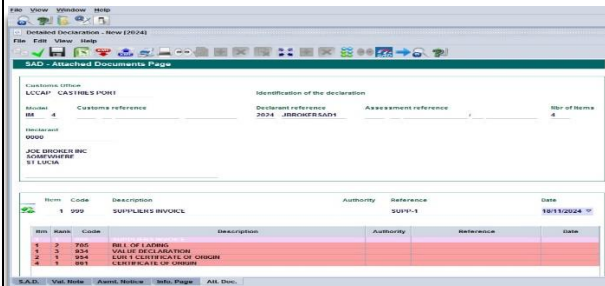 File View Window Help
Detailed Declaration - New [2024]
File Edit View Help
SAD - Attached Documents Page
Customs Office
LCCAP CASTRIES PORT
Identification of the declaration
Model Customs reference Declarant reference Assessment reference Nbr of Items
IM 4 2024 JBROKERSAD1 / 4
Declarant
0000
JOE BROKER INC
SOMEWHERE
ST LUCIA
Item Code Description Authority Reference Date
1 999 SUPPLIERS INVOICE SUPP-1 18/11/2024
Itm Rank Code Description Authority Reference Date
1 2 705 BILL OF LADING
1 3 934 VALUE DECLARATION
2 1 954 EUR 1 CERTIFICATE OF ORIGIN
4 1 861 CERTIFICATE OF ORIGIN
S.A.D. Val. Note Asmt. Notice Info. Page Att. Doc.